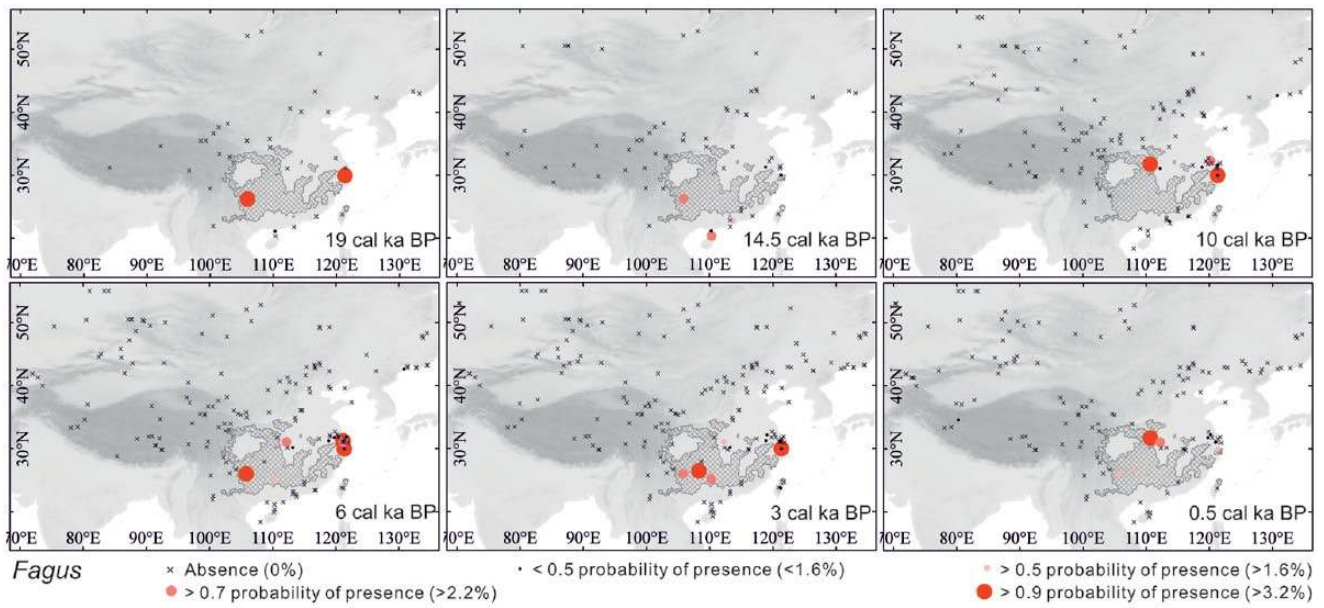 50°N
40°N
30°N
19 cal ka BP
14.5 cal ka BP
10 cal ka BP
70°E 80°E 90°E 100°E 110°E 120°E 130°E 70°E 80°E 90°E 100°E 110°E 120°E 130°E 70°E 80°E 90°E 100°E 110°E 120°E 130°E
50°N
40°N
30°N
50°N
40°N
30°N
50°N
40°N
30°N
6 cal ka BP
3 cal ka BP
0.5 cal ka BP
70°E 80°E 90°E 100°E 110°E 120°E 130°E 70°E 80°E 90°E 100°E 110°E 120°E 130°E 70°E 80°E 90°E 100°E 110°E 120°E 130°E
50°N
40°N
30°N
50°N
40°N
30°N
Fagus
Absence (0%)
< 0.5 probability of presence (<1.6%)
> 0.5 probability of presence (>1.6%)
> 0.7 probability of presence (>2.2%)
> 0.9 probability of presence (>3.2%)